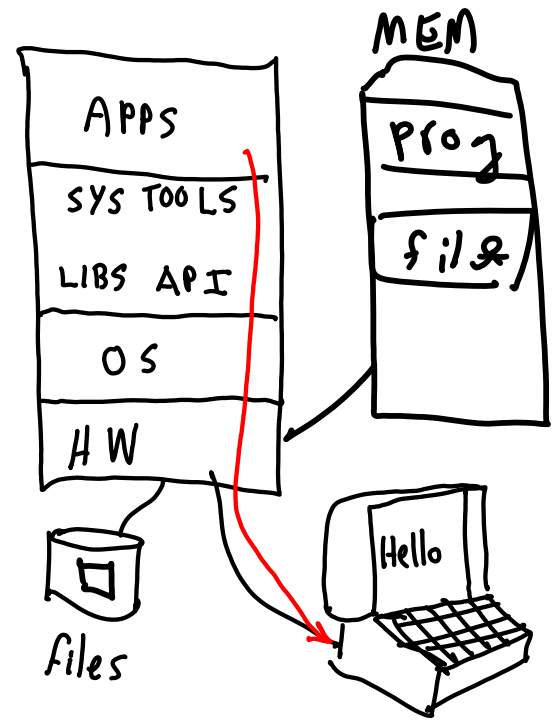 MEM
APPS
prog
SYS TOOLS
file
LIBS API
OS
HW
Hello
files